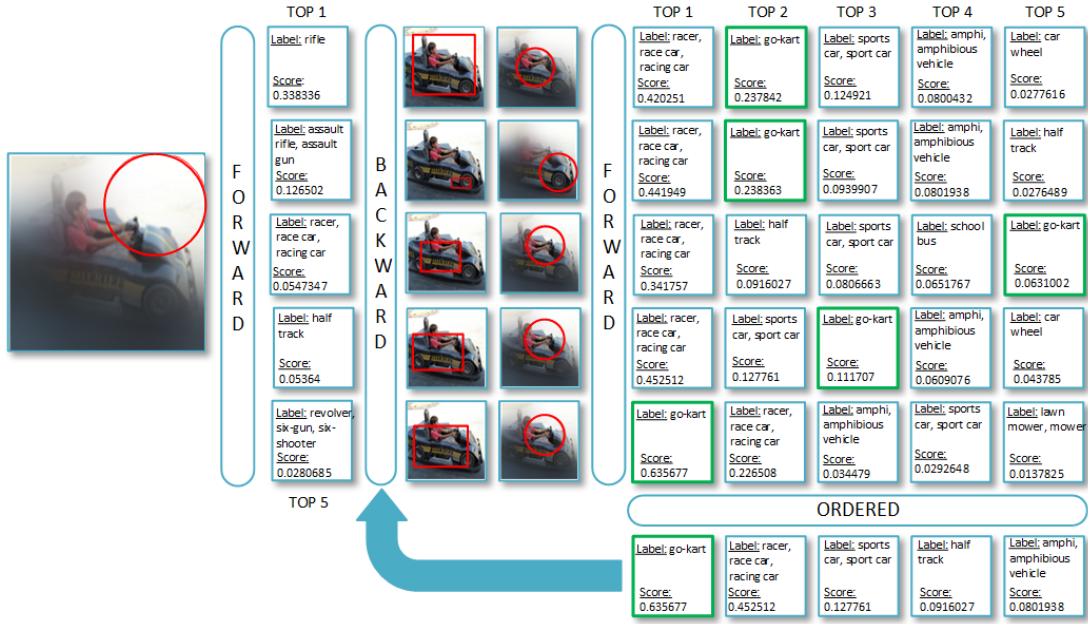 TOP 1
TOP 1
TOP 2
TOP 3
TOP 4
TOP 5
FORWARD
Label: rifle
Score:
0.338336
BACKWARD
FORWARD
Label: racer,
race car,
racing car
Score:
0.420251
Label: go-kart
Score:
0.237842
Label: sports
car, sport car
Score:
0.124921
Label: amphi,
amphibious
vehicle
Score:
0.0800432
Label: car
wheel
Score:
0.0277616
Label: assault
rifle, assault
gun
Score:
0.126502
Label: racer,
race car,
racing car
Score:
0.441949
Label: go-kart
Score:
0.238363
Label: sports
car, sport car
Score:
0.0939907
Label: amphi,
amphibious
vehicle
Score:
0.0801938
Label: half
track
Score:
0.0276489
Label: racer,
race car,
racing car
Score:
0.0547347
Label: racer,
race car,
racing car
Score:
0.341757
Label: half
track
Score:
0.0916027
Label: sports
car, sport car
Score:
0.0806663
Label: school
bus
Score:
0.0651767
Label: go-kart
Score:
0.0631002
Label: half
track
Score:
0.05364
Label: racer,
race car,
racing car
Score:
0.452512
Label: sports
car, sport car
Score:
0.127761
Label: go-kart
Score:
0.111707
Label: amphi,
amphibious
vehicle
Score:
0.0609076
Label: car
wheel
Score:
0.043785
Label: revolver,
six-gun, six-
shooter
Score:
0.0280685
Label: go-kart
Score:
0.635677
Label: racer,
race car,
racing car
Score:
0.226508
Label: amphi,
amphibious
vehicle
Score:
0.034479
Label: sports
car, sport car
Score:
0.0292648
Label: lawn
mower, mower
Score:
0.0137825
TOP 5
ORDERED
Label: go-kart
Score:
0.635677
Label: racer,
race car,
racing car
Score:
0.452512
Label: sports
car, sport car
Score:
0.127761
Label: half
track
Score:
0.0916027
Label: amphi,
amphibious
vehicle
Score:
0.0801938